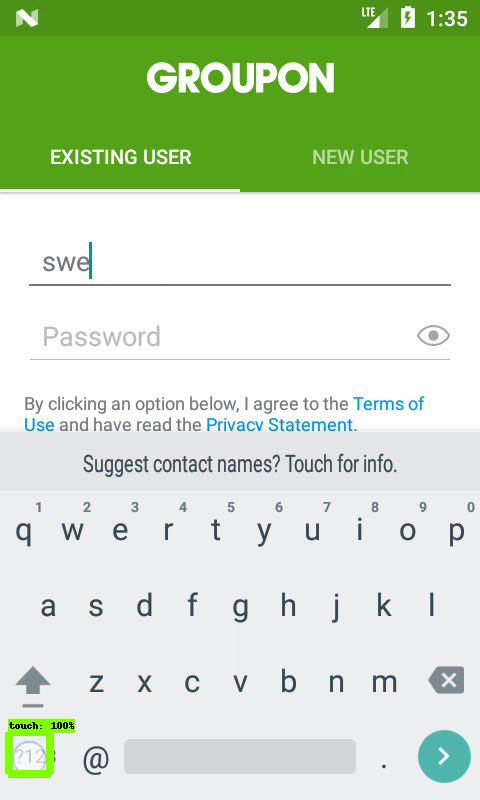 LTE 1:35
GROUPON
EXISTING USER NEW USER
swe
Password
By clicking an option below, I agree to the Terms of
Use and have read the Privacy Statement.
Suggest contact names? Touch for info.
1 2 3 4 5 6 7 8 9 0
q w e r t y u i o p
a s d f g h j k l
z x c v b n m
touch: 100%
?123 @ .